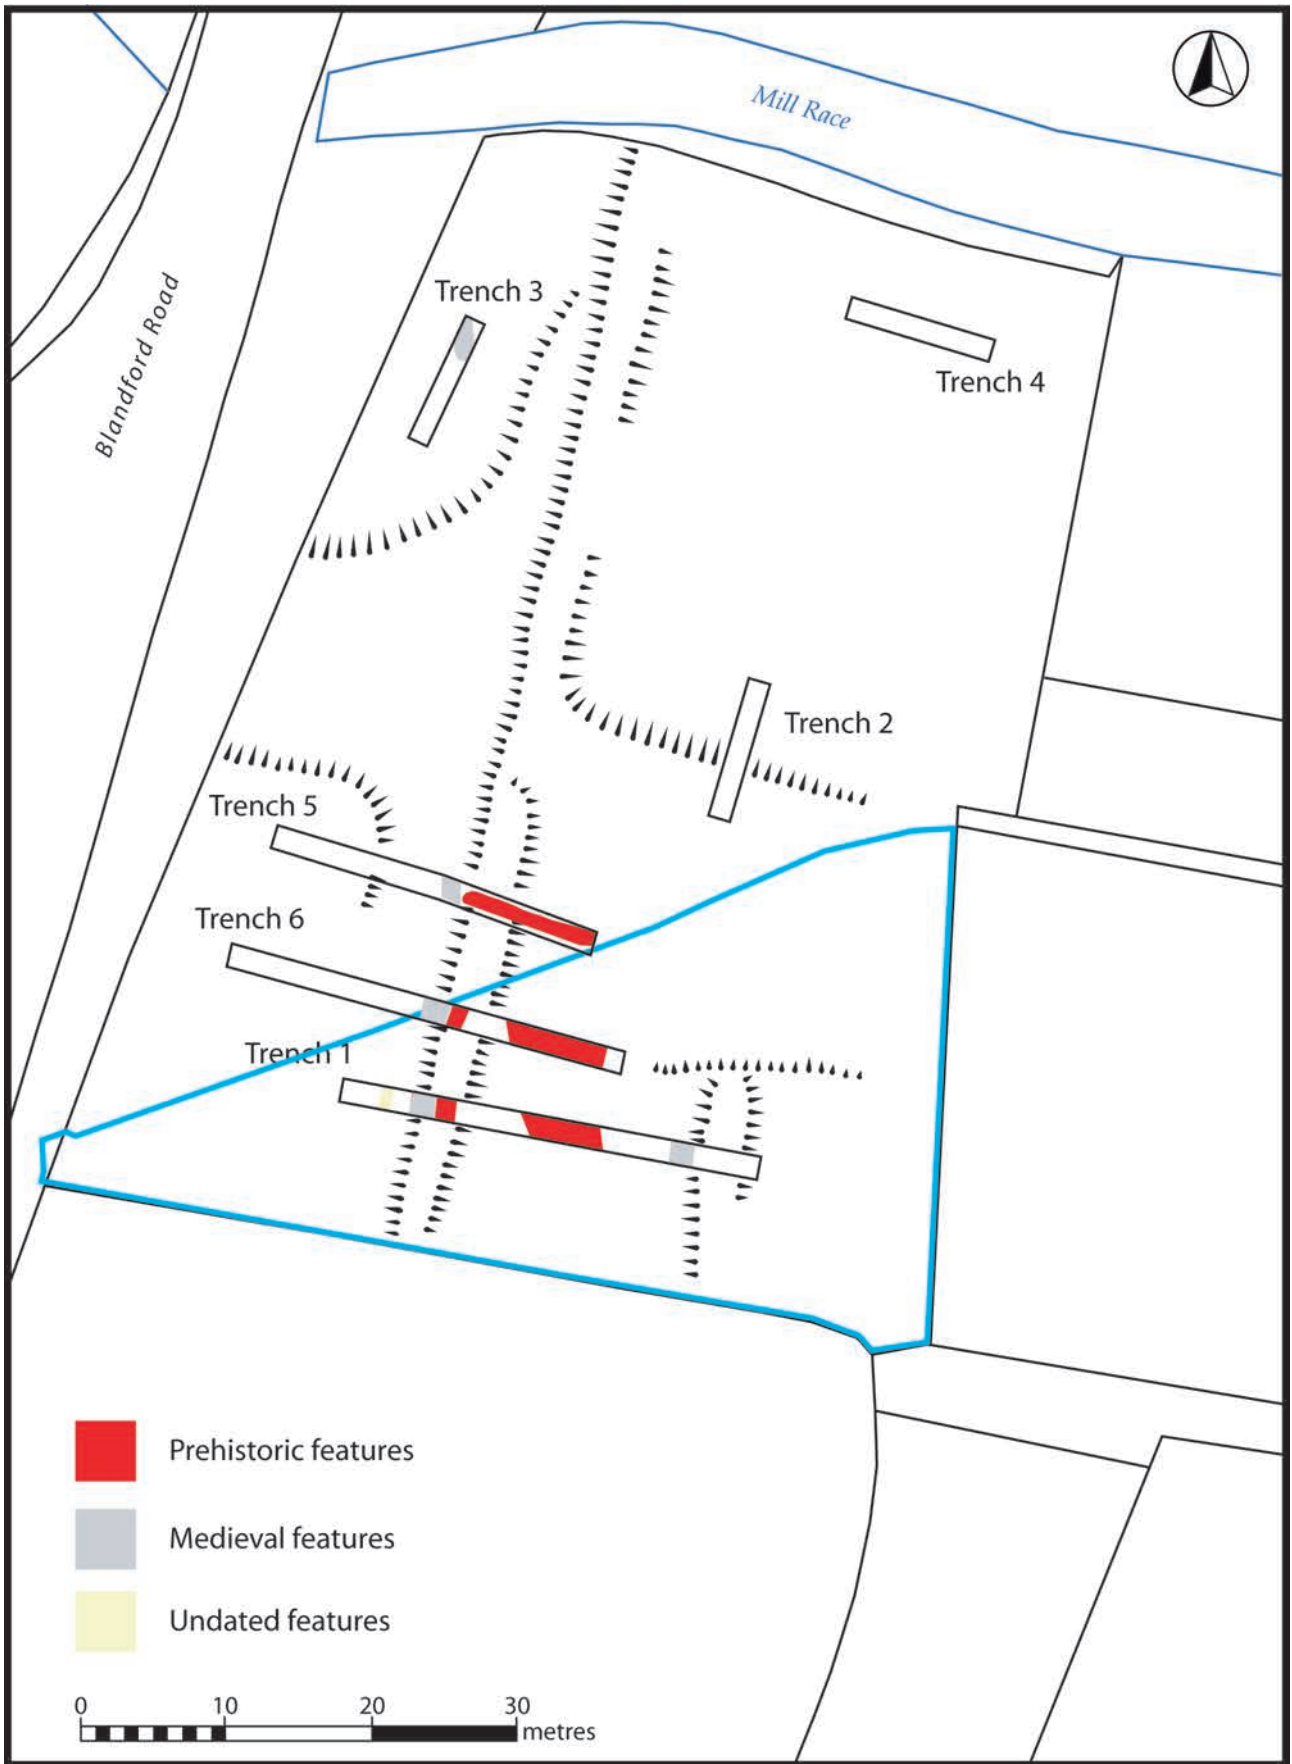 Mill Race
Trench 3
Blandford Road
Trench 4
Trench 2
Trench 5
Trench 6
Trench 1
Prehistoric features
Medieval features
Undated features
0 10 20 30
metres